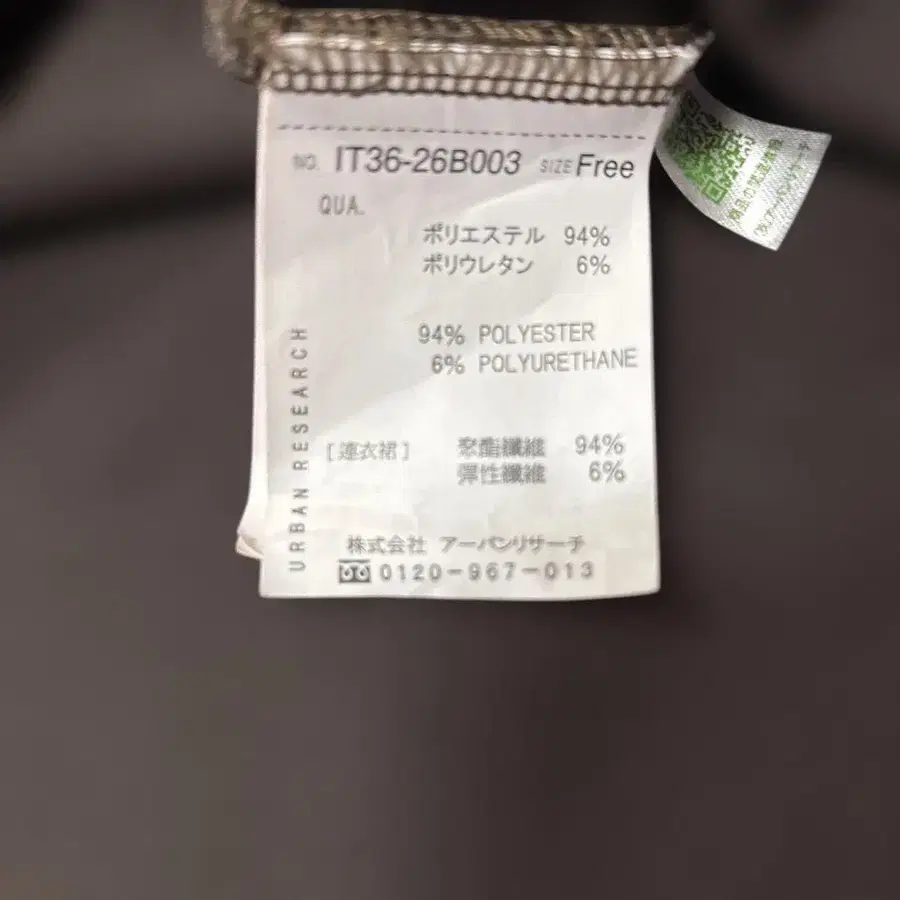 NO. IT36-26B003 SIZE Free
QUA.
ポリエステル 94%
ポリウレタン 6%
94% POLYESTER
6% POLYURETHANE
[連衣裙] 聚酯纖維 94%
彈性纖維 6%
URBAN RESEARCH
株式会社 アーバンリサーチ
0120-967-013